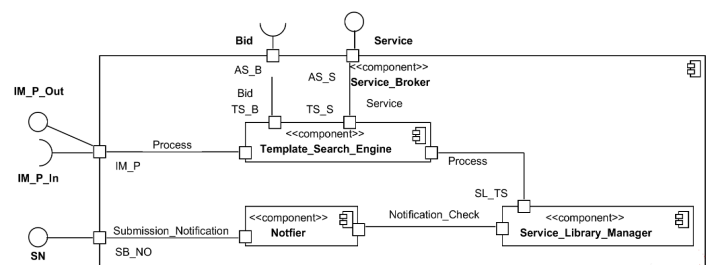 Bid
Service
AS_B
AS_S
<<component>>
Service_Broker
IM_P_Out
Bid
TS_B
TS_S
Service
<<component>>
Template_Search_Engine
Process
IM_P
Process
IM_P_In
SL_TS
Submission_Notification
<<component>>
Notfier
Notification_Check
<<component>>
Service_Library_Manager
SN
SB_NO